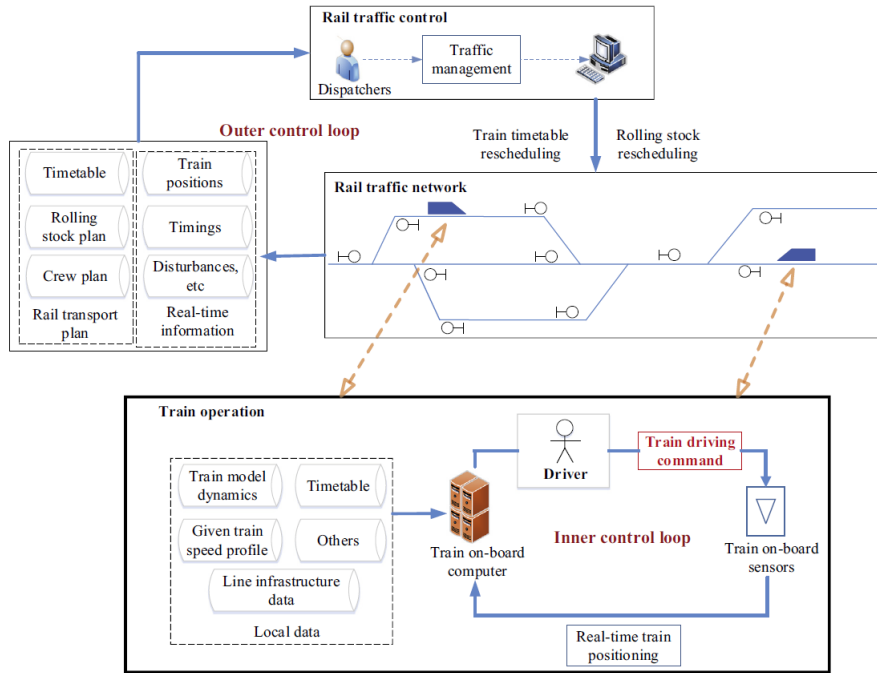 Rail traffic control
Traffic
management
Dispatchers
Outer control loop
Train timetable
rescheduling
Rolling stock
rescheduling
Timetable
Rolling
stock plan
Crew plan
Rail transport
plan
Train
positions
Timings
Disturbances,
etc
Real-time
information
Rail traffic network
Train operation
Train model
dynamics
Timetable
Given train
speed profile
Others
Line infrastructure
data
Local data
Train on-board
computer
Driver
Train driving
command
Inner control loop
Train on-board
sensors
Real-time train
positioning